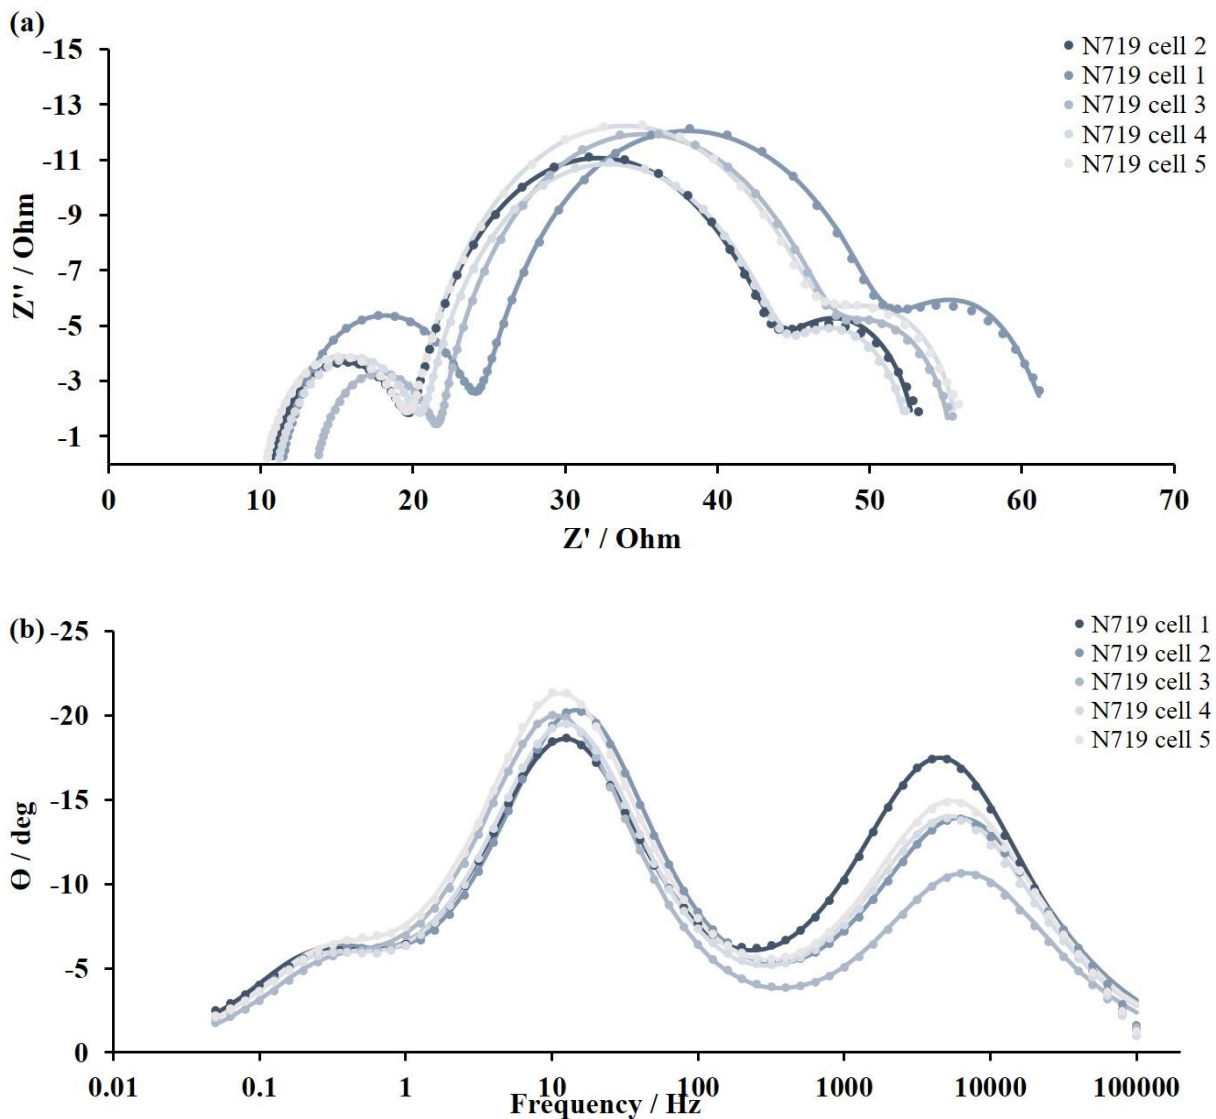 (a)
-15
-13
-11
-9
-7
-5
-3
-1
Z'' / Ohm
0 10 20 30 40 50 60 70
Z' / Ohm
N719 cell 2
N719 cell 1
N719 cell 3
N719 cell 4
N719 cell 5
(b)
-25
-20
-15
-10
-5
0
Θ / deg
0.01 0.1 1 10 100 1000 10000 100000
Frequency / Hz
N719 cell 1
N719 cell 2
N719 cell 3
N719 cell 4
N719 cell 5